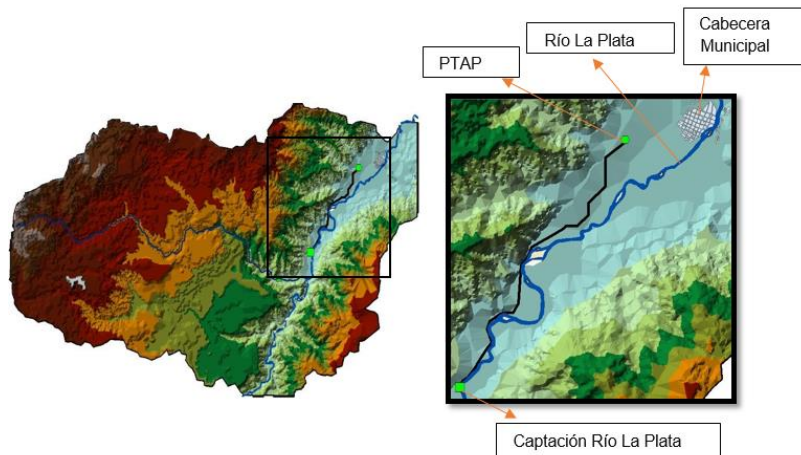 Cabecera
Municipal
Río La Plata
PTAP
Captación Río La Plata